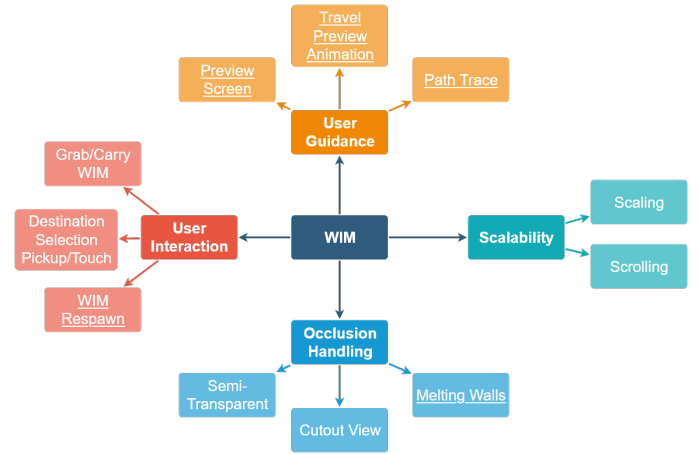 Travel
Preview
Animation
Preview
Screen
Path Trace
User
Guidance
Grab/Carry
WIM
Destination
Selection
Pickup/Touch
WIM
Respawn
User
Interaction
WIM
Scalability
Scaling
Scrolling
Occlusion
Handling
Semi-
Transparent
Cutout View
Melting Walls